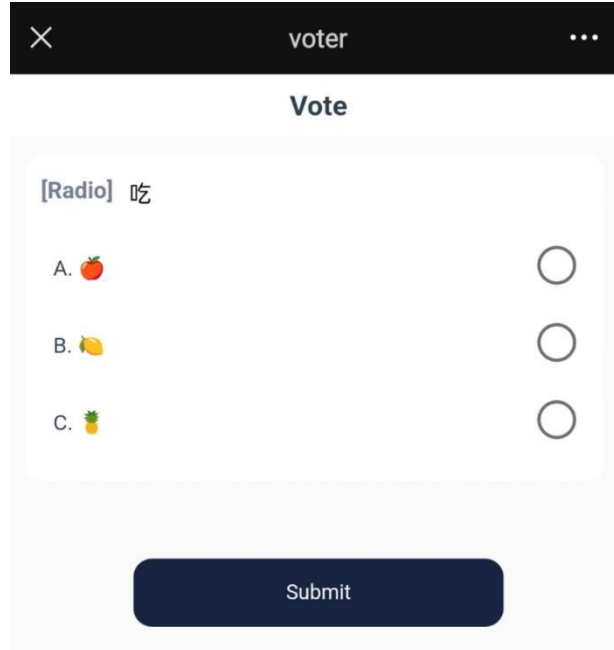 voter
Vote
[Radio] 吃
A. 🍎
B. 🍋
C. 🍍
Submit